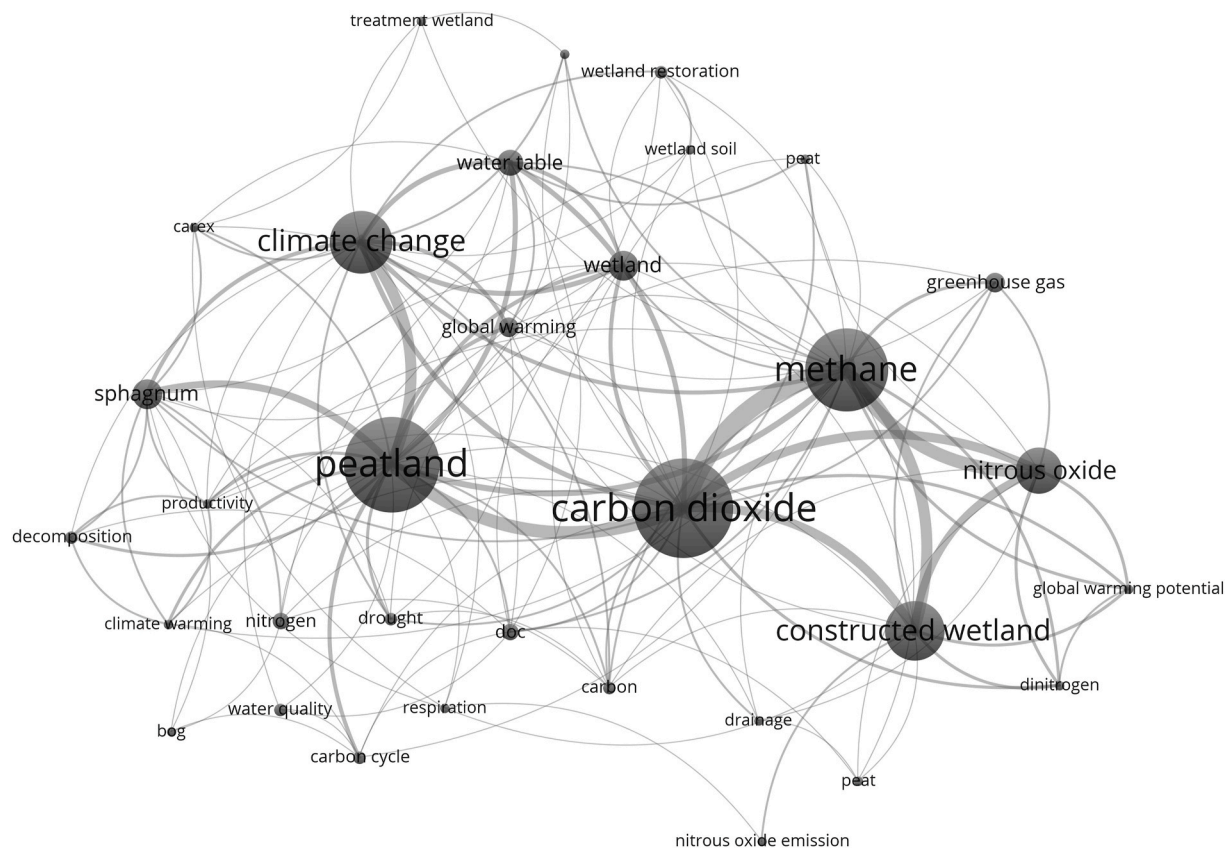 treatment wetland
wetland restoration
wetland soil
peat
water table
carex
climate change
wetland
greenhouse gas
global warming
methane
sphagnum
peatland
nitrous oxide
productivity
carbon dioxide
decomposition
global warming potential
climate warming
nitrogen
drought
doc
constructed wetland
carbon
dinitrogen
water quality
respiration
drainage
bog
carbon cycle
peat
nitrous oxide emission